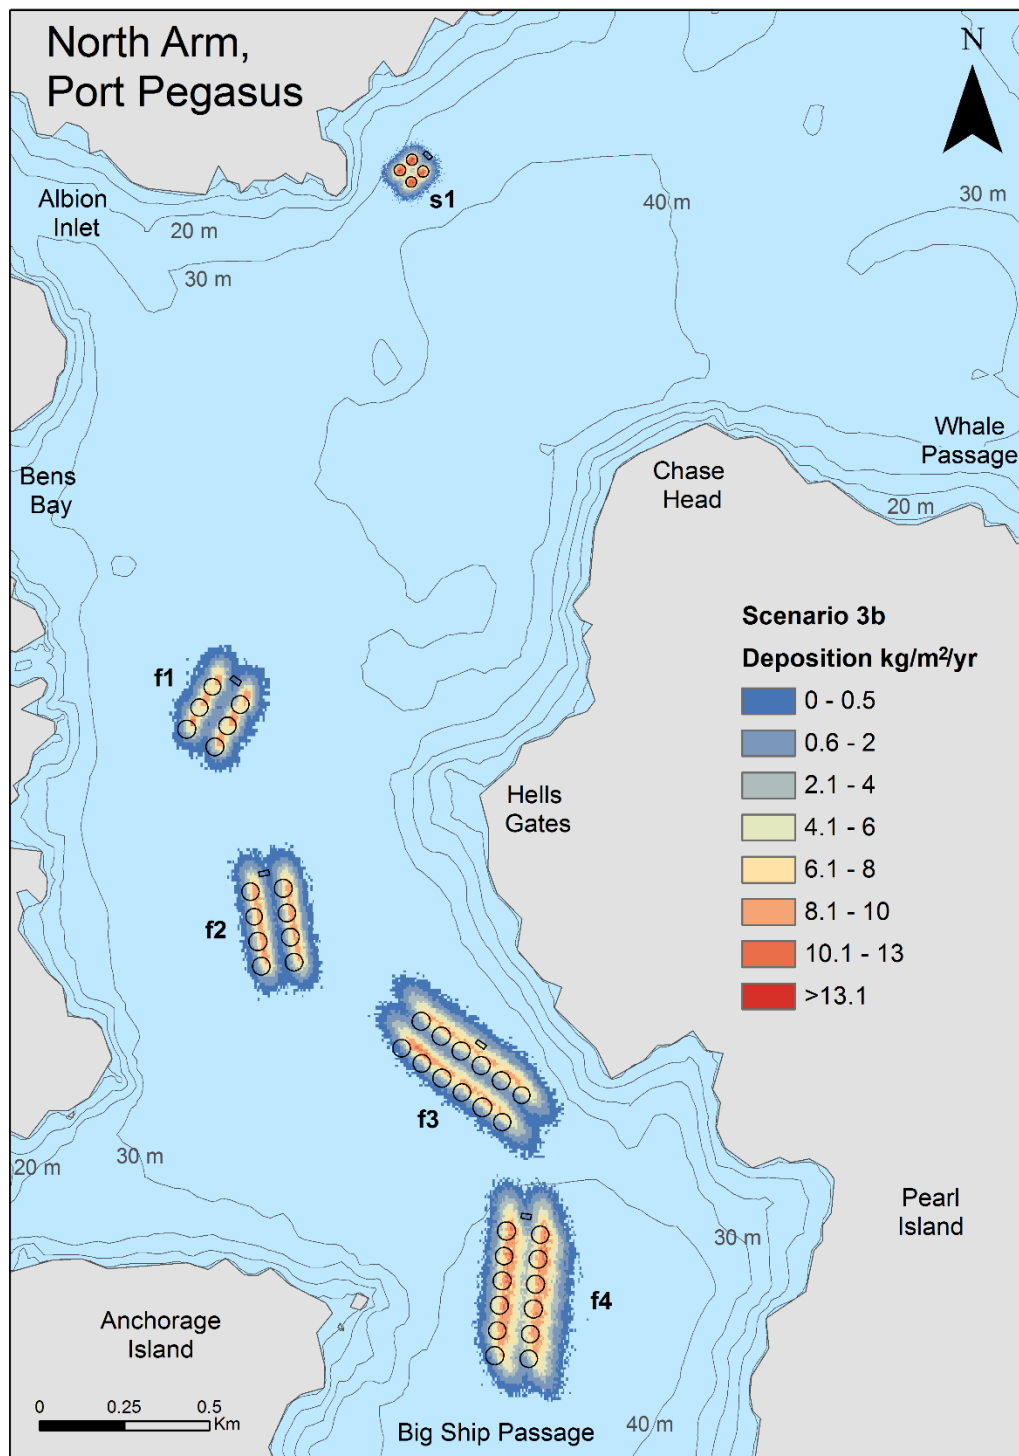 North Arm,
Port Pegasus
N
s1
Albion
Inlet
20 m
30 m
40 m
30 m
Whale
Passage
Chase
Head
20 m
Bens
Bay
Scenario 3b
Deposition kg/m²/yr
0 - 0.5
0.6 - 2
2.1 - 4
4.1 - 6
6.1 - 8
8.1 - 10
10.1 - 13
>13.1
f1
Hells
Gates
f2
f3
20 m
30 m
Pearl
Island
30 m
f4
Anchorage
Island
0 0.25 0.5
Km
Big Ship Passage
40 m